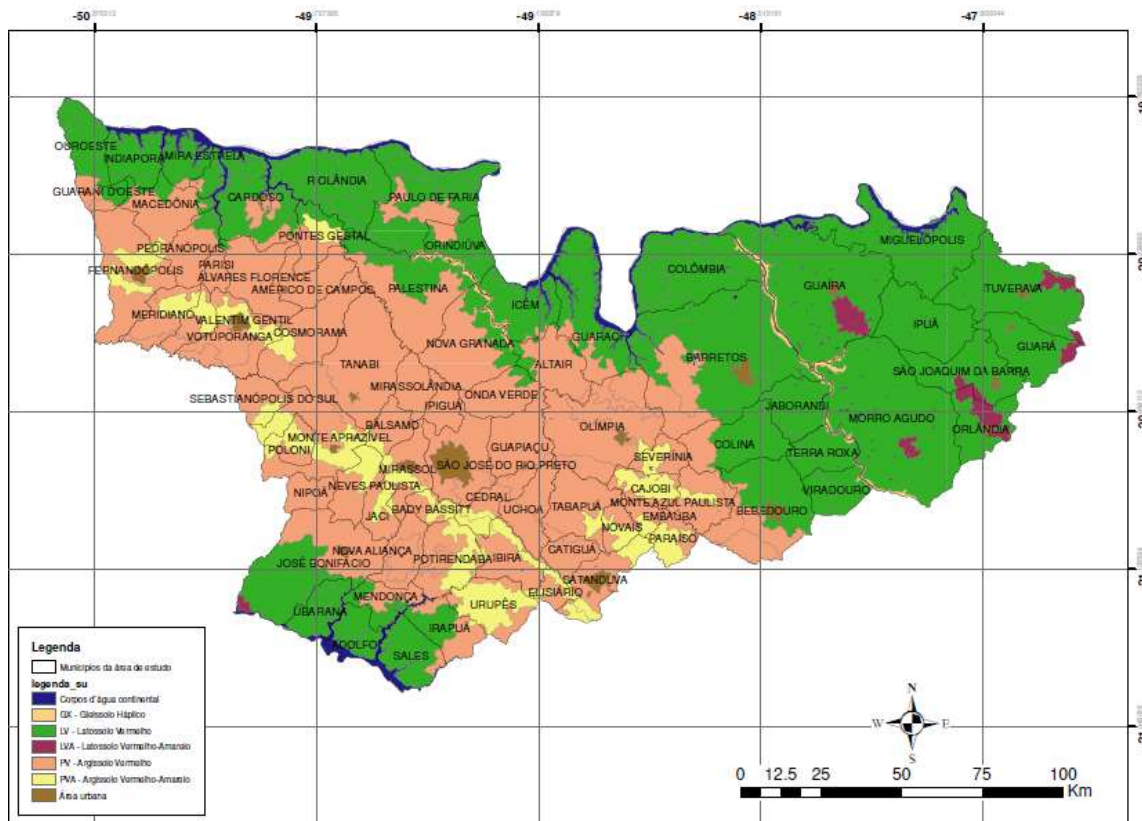 -50
-49
-49
-48
-47
OUROESTE
INDIAPORÃ
MIRA ESTRELA
RIOLÂNDIA
GUARANI D'OESTE
CARDOSO
PAULO DE FARIA
MACEDÔNIA
PEDRANÓPOLIS
PONTES GESTAL
ORINDIÚVA
MIGUELÓPOLIS
FERNANDÓPOLIS
PARISI
ÁLVARES FLORENCE
COLÔMBIA
AMÉRICO DE CAMPOS
PALESTINA
GUAÍRA
ITUVERAVA
ICÉM
MERIDIANO
VALENTIM GENTIL
IPUÃ
VOTUPORANGA
COSMORAMA
NOVA GRANADA
GUARACI
GUARÁ
TANABI
ALTAIR
BARRETOS
MIRASSOLÂNDIA
SÃO JOAQUIM DA BARRA
SEBASTIANÓPOLIS DO SUL
IPIGUÁ
ONDA VERDE
JABORANDI
BÁLSAMO
OLÍMPIA
MORRO AGUDO
ORLÂNDIA
MONTE APRAZÍVEL
GUAPIAÇU
COLINA
POLONI
SEVERÍNIA
TERRA ROXA
MIRASSOL
SÃO JOSÉ DO RIO PRETO
NIPOÃ
NEVES PAULISTA
CAJOBI
VIRADOURO
CEDRAL
MONTE AZUL PAULISTA
JACI
BADY BASSITT
UCHOA
TABAPUÃ
EMBAÚBA
BEBEDOURO
NOVAIS
PARAÍSO
NOVA ALIANÇA
CATIGUÁ
JOSÉ BONIFÁCIO
POTIRENDABA
IBIRÁ
CATANDUVA
MENDONÇA
ELISIÁRIO
UBARANA
URUPÊS
IRAPUÃ
ADOLFO
SALES
Legenda
Municípios da área de estudo
legenda_su
Corpos d'água continental
GX - Gleissolo Háplico
LV - Latossolo Vermelho
LVA - Latossolo Vermelho-Amarelo
PV - Argissolo Vermelho
PVA - Argissolo Vermelho-Amarelo
Área urbana
N
W
E
S
0 12.5 25 50 75 100
Km